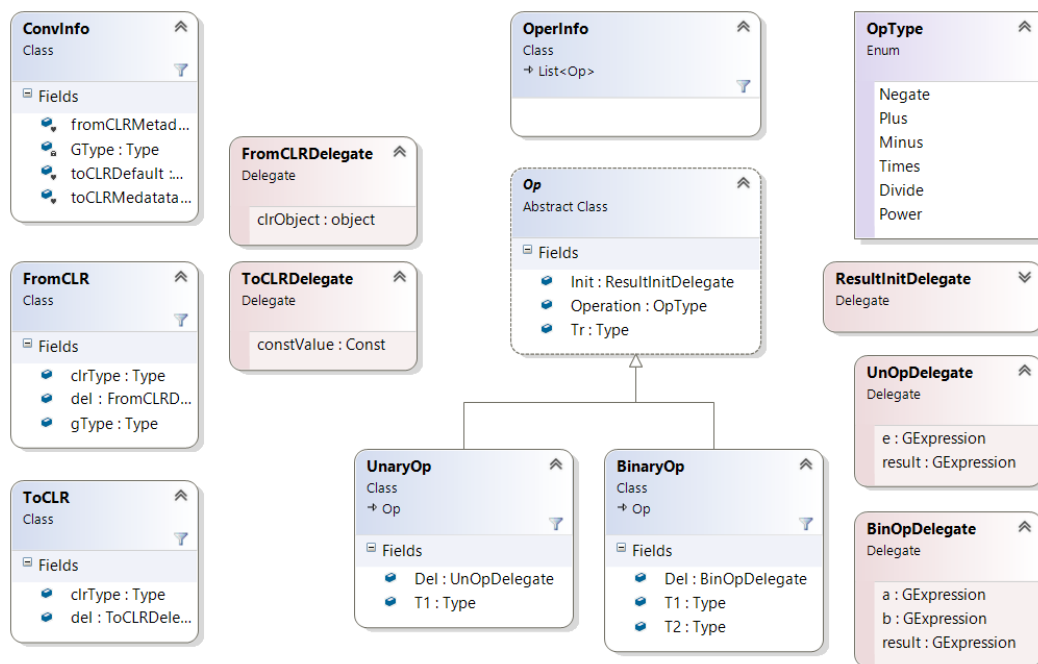 ConvInfo
Class
Fields
fromCLRMetad...
GType : Type
toCLRDefault :...
toCLRMedatata...
FromCLR
Class
Fields
clrType : Type
del : FromCLRD...
gType : Type
ToCLR
Class
Fields
clrType : Type
del : ToCLRDele...
FromCLRDelegate
Delegate
clrObject : object
ToCLRDelegate
Delegate
constValue : Const
OperInfo
Class
List<Op>
Op
Abstract Class
Fields
Init : ResultInitDelegate
Operation : OpType
Tr : Type
UnaryOp
Class
Op
Fields
Del : UnOpDelegate
T1 : Type
BinaryOp
Class
Op
Fields
Del : BinOpDelegate
T1 : Type
T2 : Type
OpType
Enum
Negate
Plus
Minus
Times
Divide
Power
ResultInitDelegate
Delegate
UnOpDelegate
Delegate
e : GExpression
result : GExpression
BinOpDelegate
Delegate
a : GExpression
b : GExpression
result : GExpression